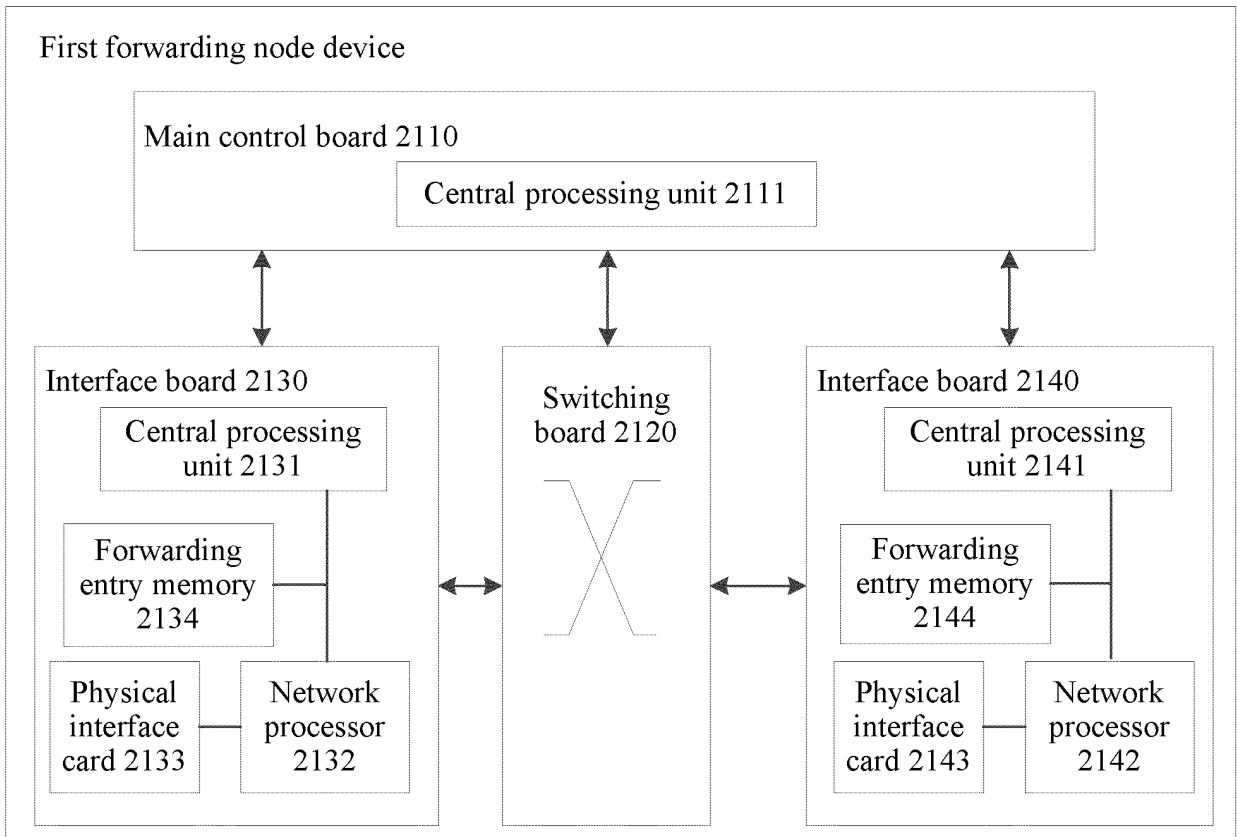 First forwarding node device
Main control board 2110
Central processing unit 2111
Interface board 2130
Central processing
unit 2131
Forwarding
entry memory
2134
Physical
interface
card 2133
Network
processor
2132
Switching
board 2120
Interface board 2140
Central processing
unit 2141
Forwarding
entry memory
2144
Physical
interface
card 2143
Network
processor
2142